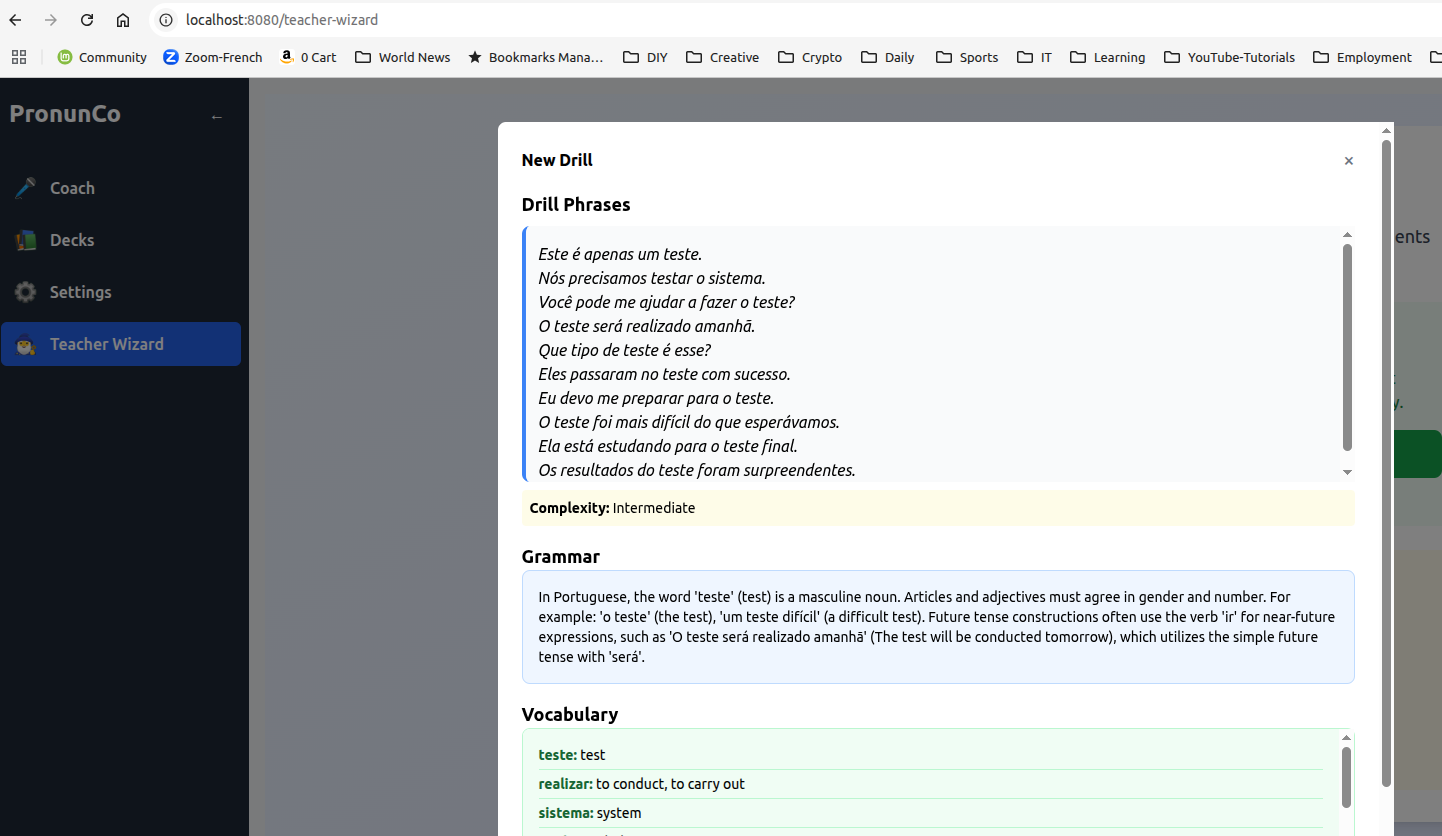 localhost:8080/teacher-wizard
Community
Zoom-French
0 Cart
World News
Bookmarks Mana...
DIY
Creative
Crypto
Daily
Sports
IT
Learning
YouTube-Tutorials
Employment
PronunCo
←
Coach
Decks
Settings
Teacher Wizard
New Drill
×
Drill Phrases
Este é apenas um teste.
Nós precisamos testar o sistema.
Você pode me ajudar a fazer o teste?
O teste será realizado amanhã.
Que tipo de teste é esse?
Eles passaram no teste com sucesso.
Eu devo me preparar para o teste.
O teste foi mais difícil do que esperávamos.
Ela está estudando para o teste final.
Os resultados do teste foram surpreendentes.
Complexity: Intermediate
Grammar
In Portuguese, the word 'teste' (test) is a masculine noun. Articles and adjectives must agree in gender and number. For
example: 'o teste' (the test), 'um teste difícil' (a difficult test). Future tense constructions often use the verb 'ir' for near-future
expressions, such as 'O teste será realizado amanhã' (The test will be conducted tomorrow), which utilizes the simple future
tense with 'será'.
Vocabulary
teste: test
realizar: to conduct, to carry out
sistema: system
ents
y.